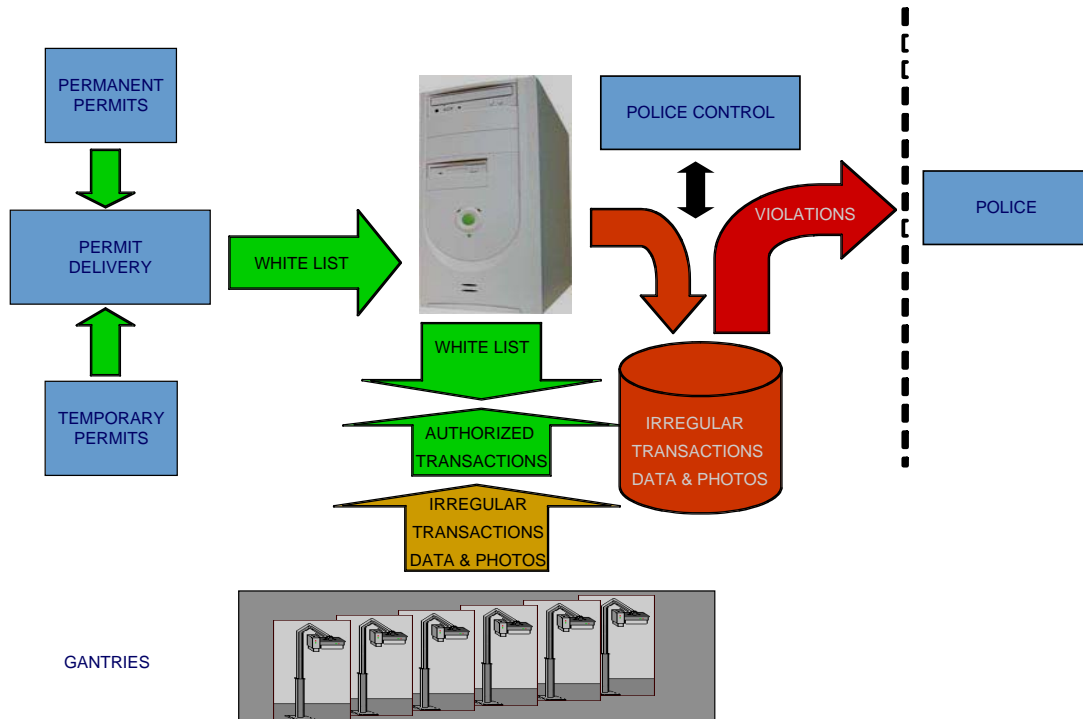 PERMANENT
PERMITS
POLICE CONTROL
VIOLATIONS
POLICE
PERMIT
DELIVERY
WHITE LIST
WHITE LIST
TEMPORARY
PERMITS
AUTHORIZED
TRANSACTIONS
IRREGULAR
TRANSACTIONS
DATA & PHOTOS
IRREGULAR
TRANSACTIONS
DATA & PHOTOS
GANTRIES